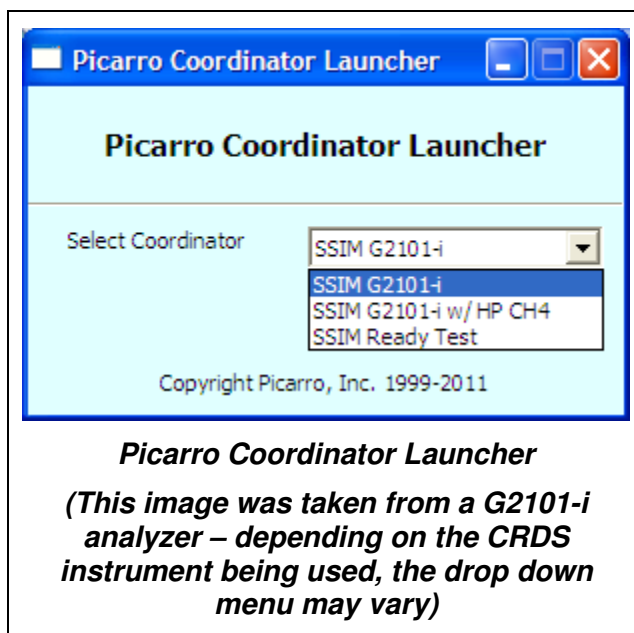 Picarro Coordinator Launcher
Picarro Coordinator Launcher
Select Coordinator
SSIM G2101-i
SSIM G2101-i
SSIM G2101-i w/ HP CH4
SSIM Ready Test
Copyright Picarro, Inc. 1999-2011
Picarro Coordinator Launcher
(This image was taken from a G2101-i
analyzer – depending on the CRDS
instrument being used, the drop down
menu may vary)